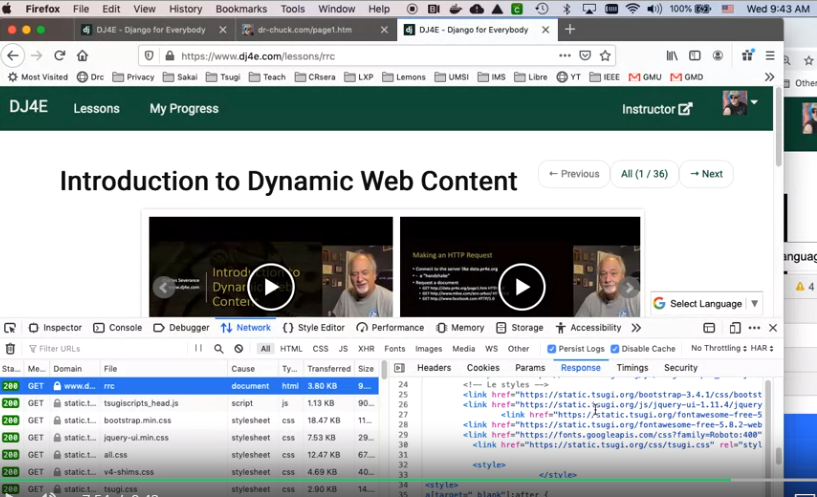 Firefox File Edit View History Bookmarks Tools Window Help 100% Wed 9:43 AM
DJ4E - Django for Everybody × dr-chuck.com/page1.htm × DJ4E - Django for Everybody × +
https://www.dj4e.com/lessons/rrc
Most Visited Drc Privacy Sakai Tsugi Teach CRsera LXP Lemons UMSI IMS Libre YT IEEE GMU GMD »
Other
DJ4E Lessons My Progress Instructor
Introduction to Dynamic Web Content
← Previous All (1 / 36) → Next
Introduction to
Dynamic Web
Content
Making an HTTP Request
Select Language ▼
Inspector Console Debugger Network Style Editor Performance Memory Storage Accessibility »
4
Filter URLs All HTML CSS JS XHR Fonts Images Media WS Other Persist Logs Disable Cache No Throttling HAR
Sta... Me... Domain File Cause Ty... Transferred Size
Headers Cookies Params Response Timings Security
200 GET www.d... rrc document html 3.80 KB 9...
200 GET static.t... tsugiscripts_head.js script js 1.13 KB 90...
200 GET static.t... bootstrap.min.css stylesheet css 18.47 KB 11...
200 GET static.t... jquery-ui.min.css stylesheet css 7.53 KB 29...
200 GET static.t... all.css stylesheet css 12.47 KB 67...
200 GET static.t... v4-shims.css stylesheet css 4.69 KB 40...
200 GET static.t... tsugi.css stylesheet css 2.90 KB 14...
24 <!-- Le styles -->
25 <link href="https://static.tsugi.org/bootstrap-3.4.1/css/bootst
26 <link href="https://static.tsugi.org/js/jquery-ui-1.11.4/jquery
27 <link href="https://static.tsugi.org/fontawesome-free-5
28 <link href="https://static.tsugi.org/fontawesome-free-5.8.2-web
29 <link href="https://fonts.googleapis.com/css?family=Roboto:400"
30 <link href="https://static.tsugi.org/css/tsugi.css" rel="styl
31
32 <style>
33 </style>
34 <style>